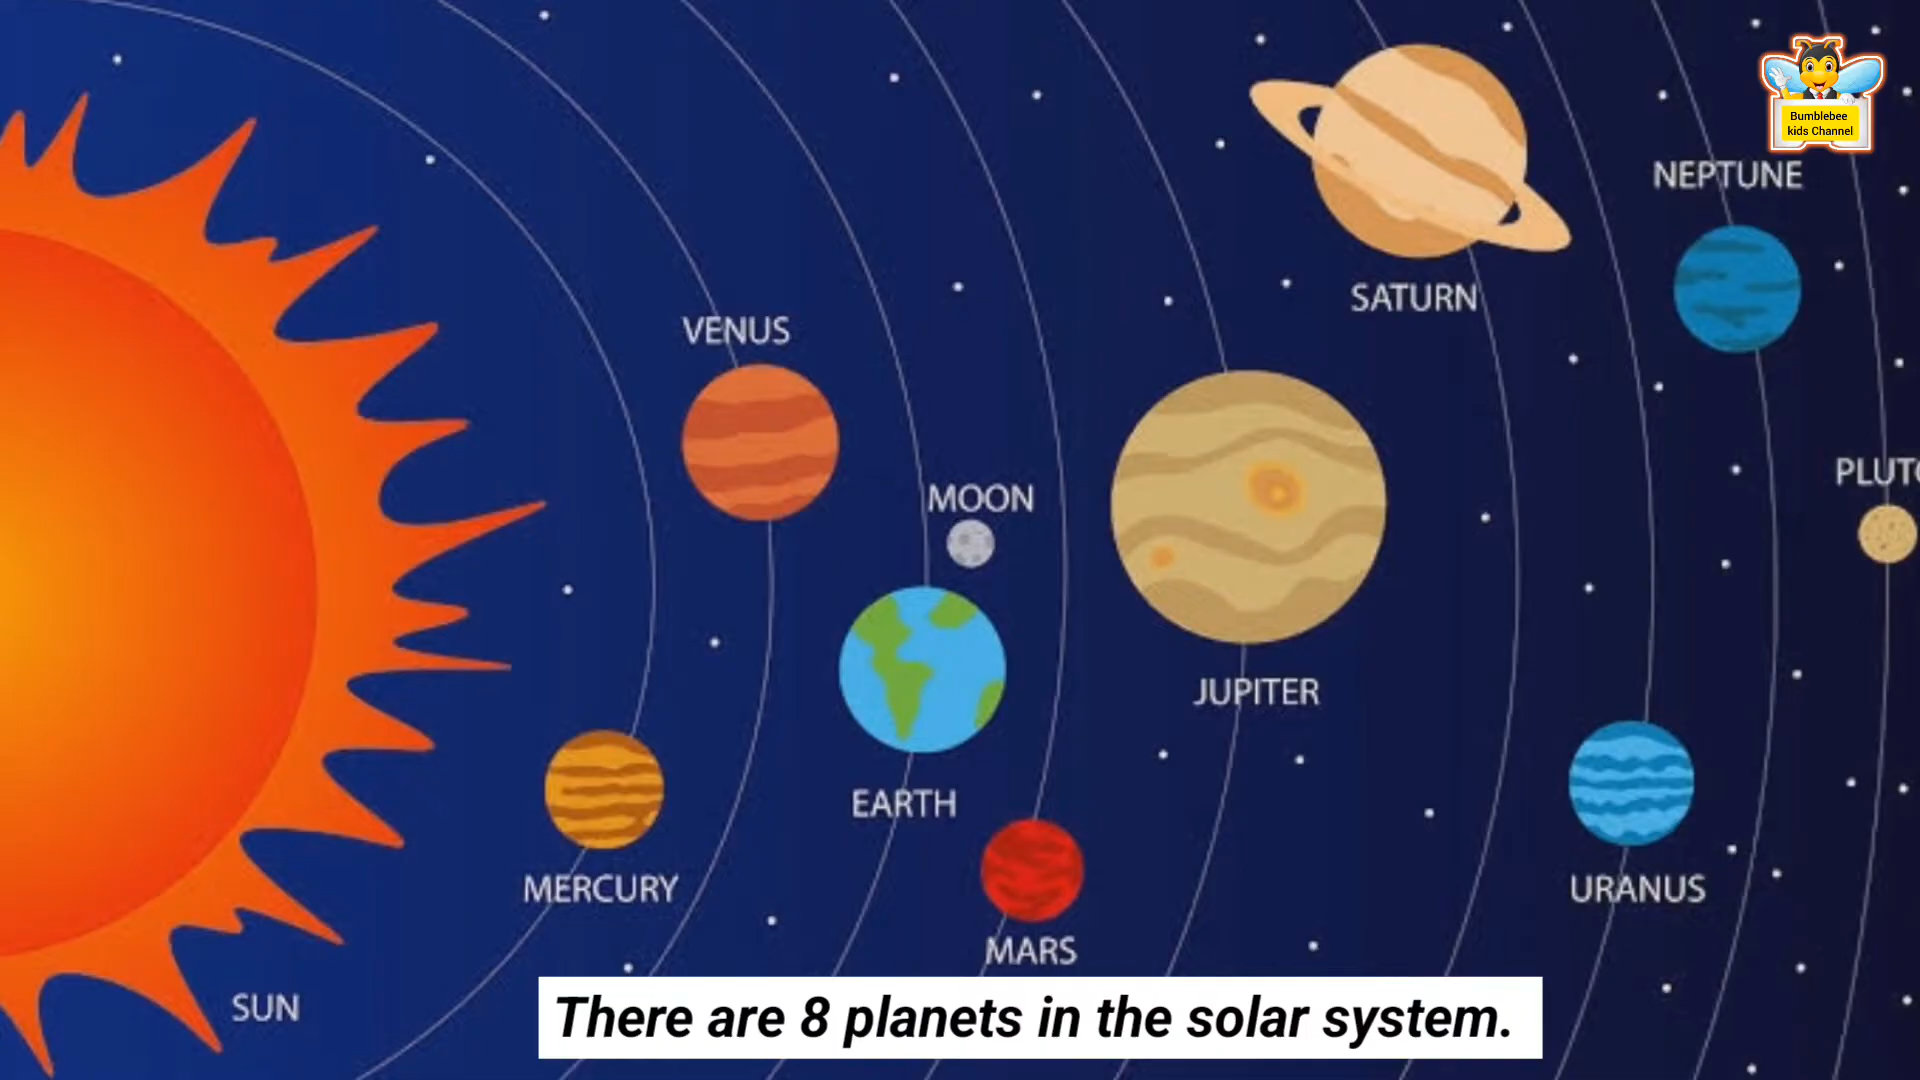 Bumblebee
kids Channel
NEPTUNE
SATURN
VENUS
PLUTO
MOON
JUPITER
EARTH
MERCURY
URANUS
MARS
SUN
There are 8 planets in the solar system.